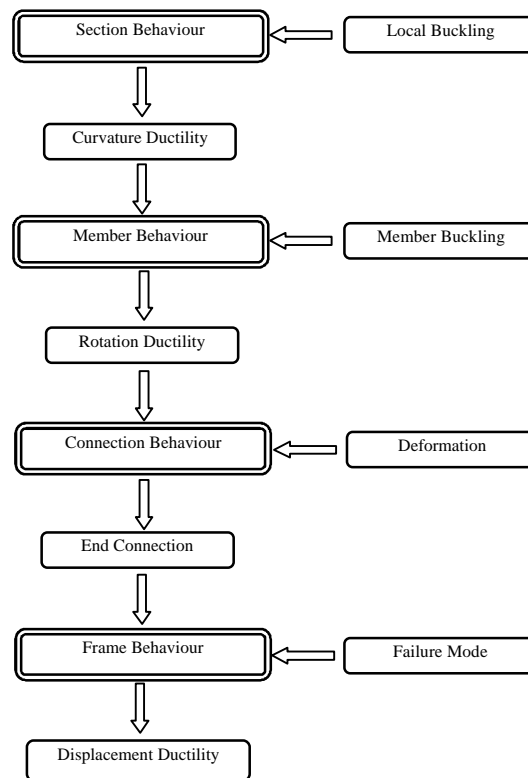 Section Behaviour
Local Buckling
Curvature Ductility
Member Behaviour
Member Buckling
Rotation Ductility
Connection Behaviour
Deformation
End Connection
Frame Behaviour
Failure Mode
Displacement Ductility